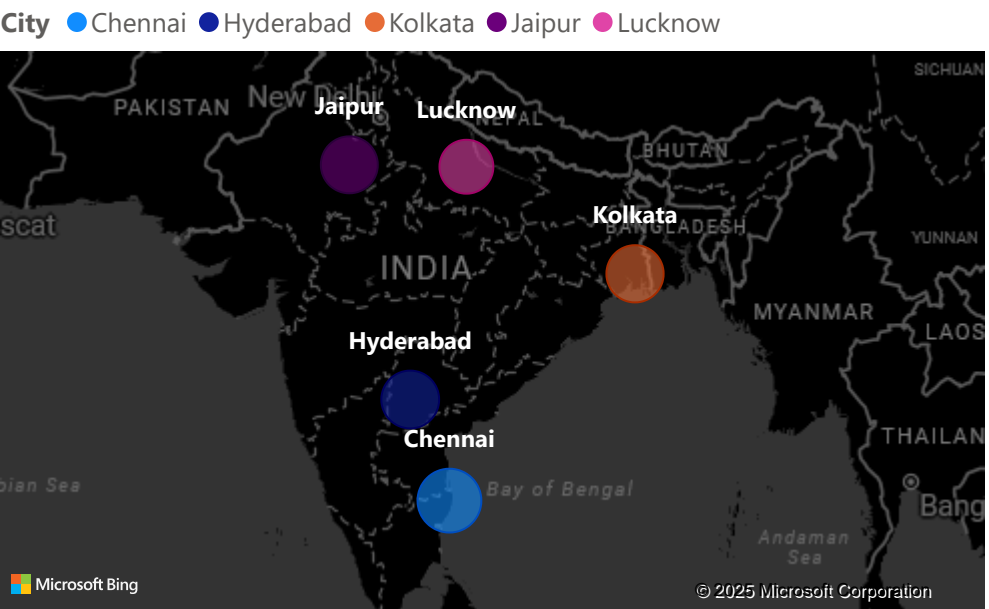 City Chennai Hyderabad Kolkata Jaipur Lucknow
SICHUAN
PAKISTAN
New Delhi
Jaipur
Lucknow
NEPAL
BHUTAN
Kolkata
BANGLADESH
scat
YUNNAN
INDIA
MYANMAR
LAOS
Hyderabad
Chennai
THAILAN
bian Sea
Bay of Bengal
Bang
Andaman
Sea
Microsoft Bing
© 2025 Microsoft Corporation